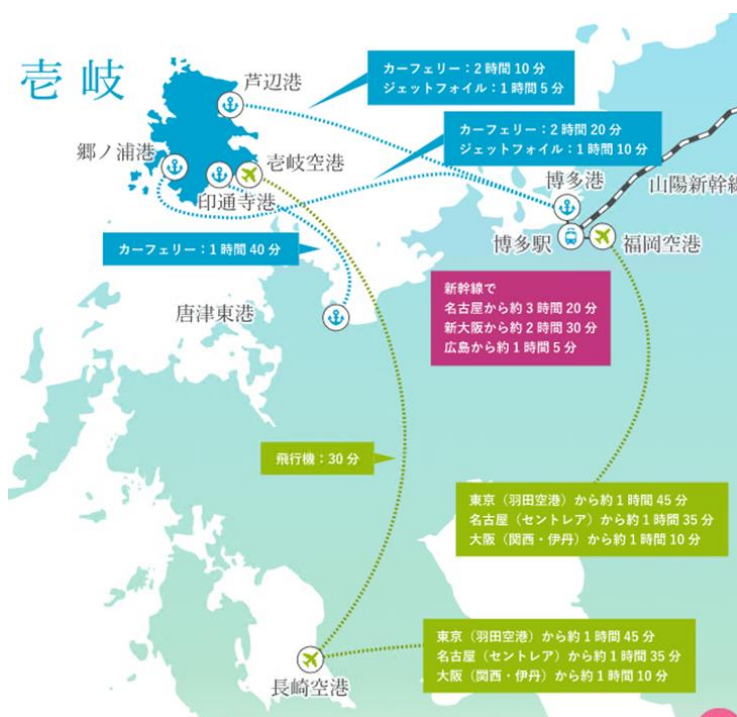 壱岐
芦辺港
カーフェリー：2時間10分
ジェットフォイル：1時間5分
郷ノ浦港
壱岐空港
印通寺港
カーフェリー：2時間20分
ジェットフォイル：1時間10分
博多港
山陽新幹線
博多駅
福岡空港
カーフェリー：1時間40分
唐津東港
新幹線で
名古屋から約3時間20分
新大阪から約2時間30分
広島から約1時間5分
飛行機：30分
東京（羽田空港）から約1時間45分
名古屋（セントレア）から約1時間35分
大阪（関西・伊丹）から約1時間10分
東京（羽田空港）から約1時間45分
名古屋（セントレア）から約1時間35分
大阪（関西・伊丹）から約1時間10分
長崎空港